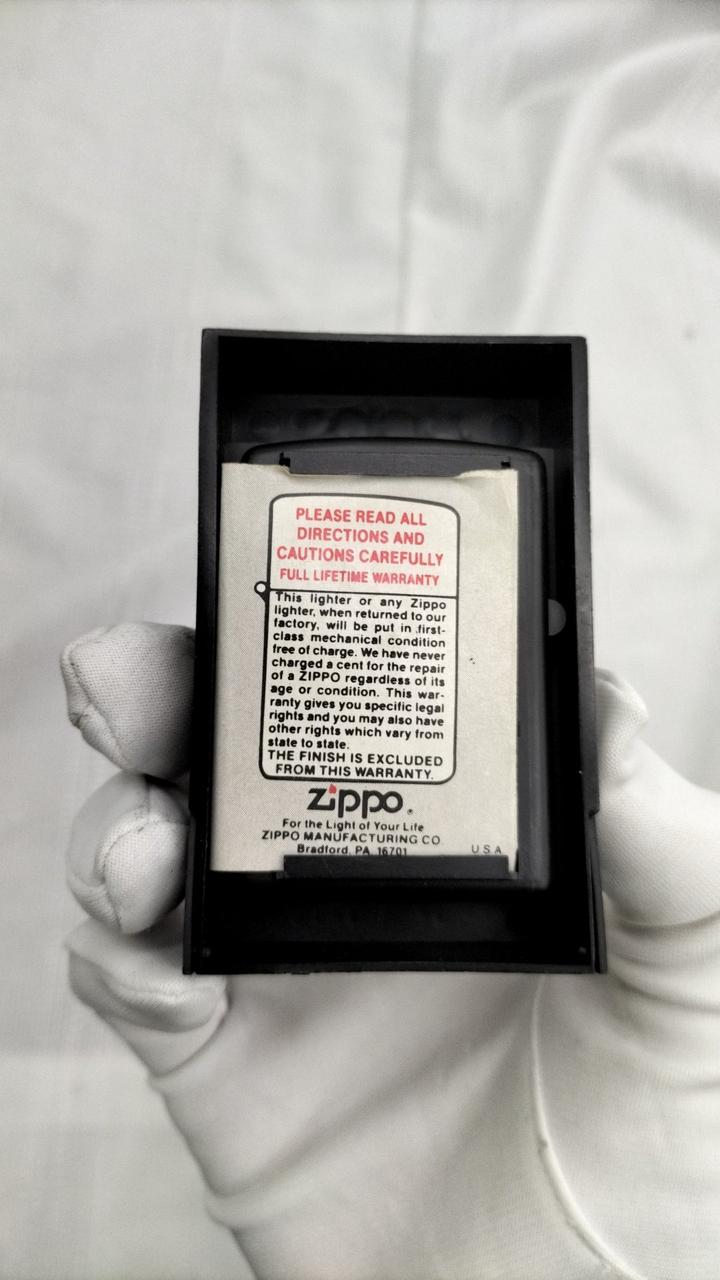 PLEASE READ ALL
DIRECTIONS AND
CAUTIONS CAREFULLY
FULL LIFETIME WARRANTY
This lighter or any Zippo
lighter, when returned to our
factory, will be put in first-
class mechanical condition
free of charge. We have never
charged a cent for the repair
of a ZIPPO regardless of its
age or condition. This war-
ranty gives you specific legal
rights and you may also have
other rights which vary from
state to state.
THE FINISH IS EXCLUDED
FROM THIS WARRANTY.
zippo®
For the Light of Your Life
ZIPPO MANUFACTURING CO
Bradford, PA. 16701 USA